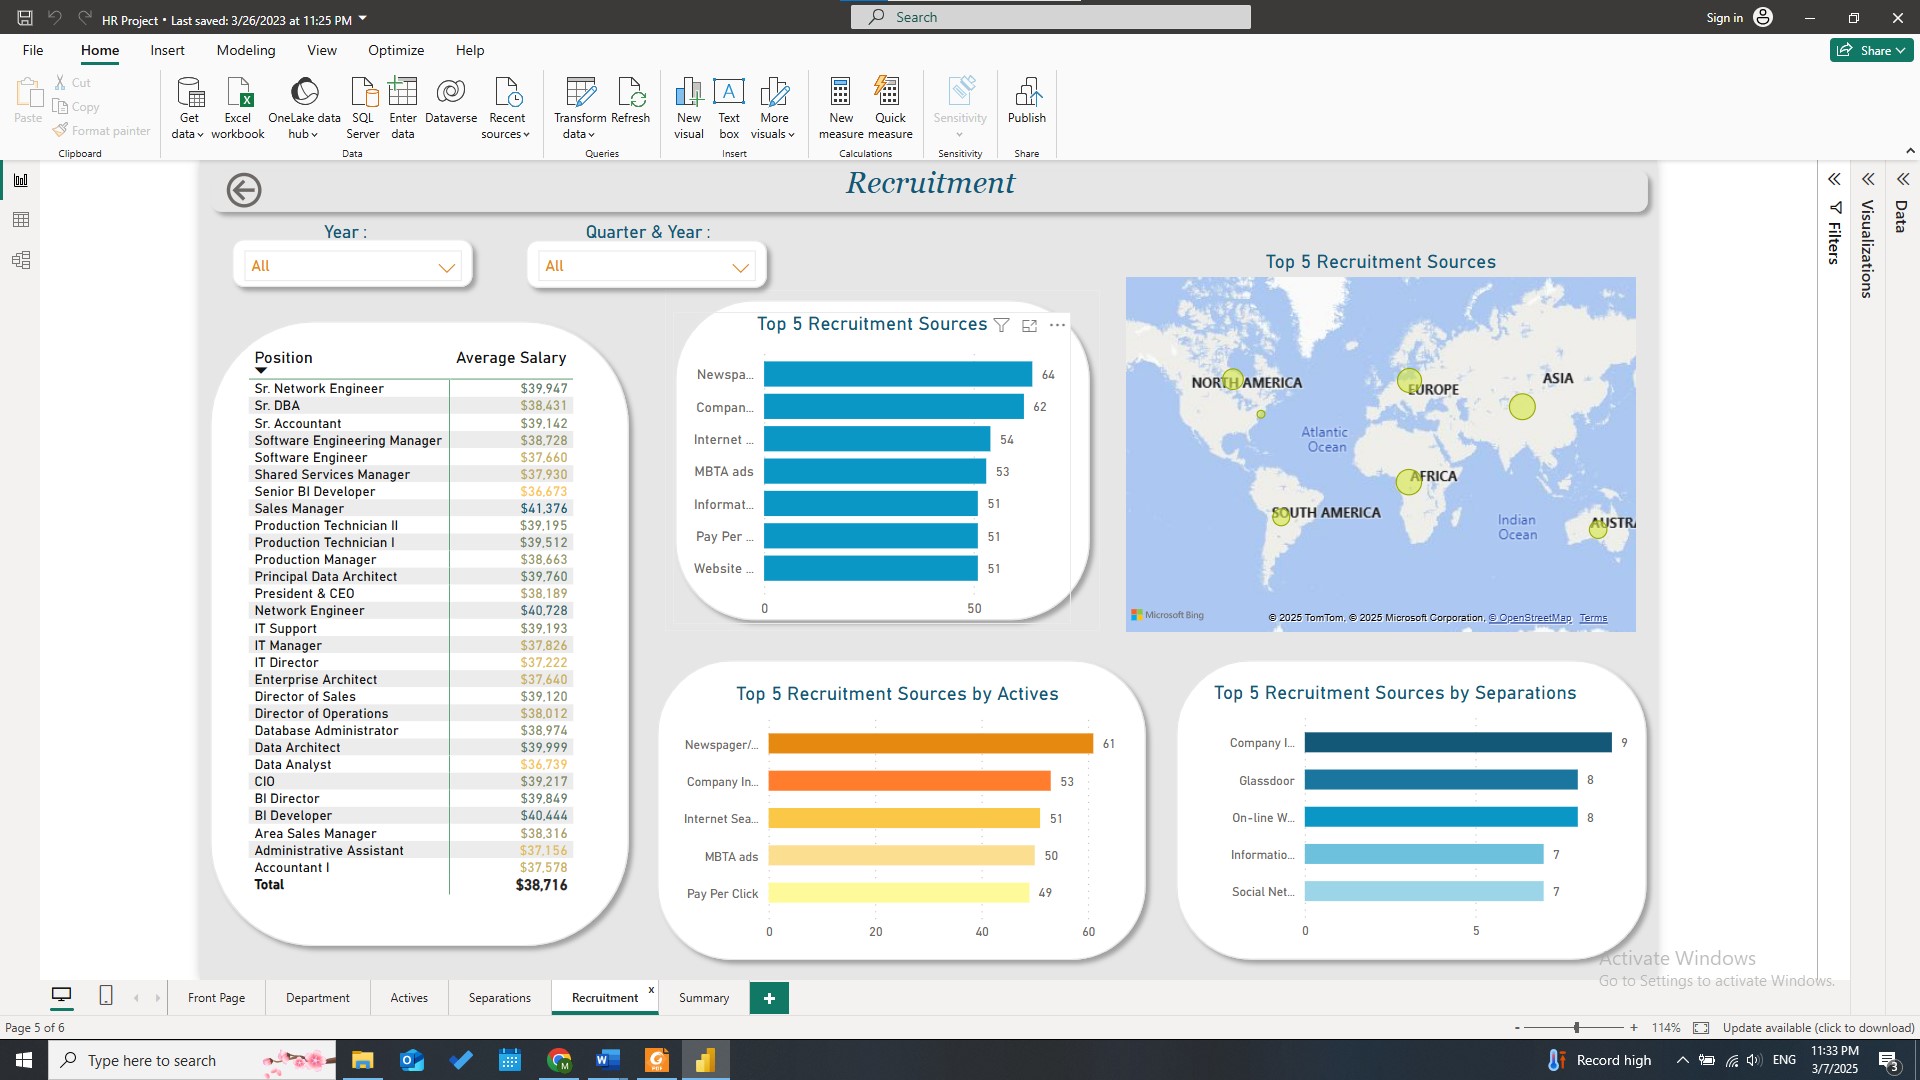 HR Project • Last saved: 3/26/2023 at 11:25 PM
Search
Sign in
File Home Insert Modeling View Optimize Help
Share
Paste
Cut
Copy
Format painter
Clipboard
Get data
Excel workbook
OneLake data hub
SQL Server
Enter data
Dataverse
Recent sources
Data
Transform data
Refresh
Queries
New visual
Text box
More visuals
Insert
New measure
Quick measure
Calculations
Sensitivity
Sensitivity
Publish
Share
Recruitment
Year :
All
Quarter & Year :
All
Position Average Salary
Sr. Network Engineer $39,947
Sr. DBA $38,431
Sr. Accountant $39,142
Software Engineering Manager $38,728
Software Engineer $37,660
Shared Services Manager $37,930
Senior BI Developer $36,673
Sales Manager $41,376
Production Technician II $39,195
Production Technician I $39,512
Production Manager $38,663
Principal Data Architect $39,760
President & CEO $38,189
Network Engineer $40,728
IT Support $39,193
IT Manager $37,826
IT Director $37,222
Enterprise Architect $37,640
Director of Sales $39,120
Director of Operations $38,012
Database Administrator $38,974
Data Architect $39,999
Data Analyst $36,739
CIO $39,217
BI Director $39,849
BI Developer $40,444
Area Sales Manager $38,316
Administrative Assistant $37,156
Accountant I $37,578
Total $38,716
Top 5 Recruitment Sources
Newspa... 64
Compan... 62
Internet ... 54
MBTA ads 53
Informat... 51
Pay Per ... 51
Website ... 51
0 50
Top 5 Recruitment Sources
NORTH AMERICA
EUROPE
ASIA
Atlantic
Ocean
AFRICA
SOUTH AMERICA
Indian
Ocean
AUSTRA
Microsoft Bing
© 2025 TomTom, © 2025 Microsoft Corporation, © OpenStreetMap Terms
Top 5 Recruitment Sources by Actives
Newspager/... 61
Company In... 53
Internet Sea... 51
MBTA ads 50
Pay Per Click 49
0 20 40 60
Top 5 Recruitment Sources by Separations
Company I... 9
Glassdoor 8
On-line W... 8
Informatio... 7
Social Net... 7
0 5
Filters
Visualizations
Data
Activate Windows
Go to Settings to activate Windows.
Front Page Department Actives Separations Recruitment x Summary +
Page 5 of 6
- + 114%
Update available (click to download)
Type here to search
Record high
ENG
11:33 PM
3/7/2025
3